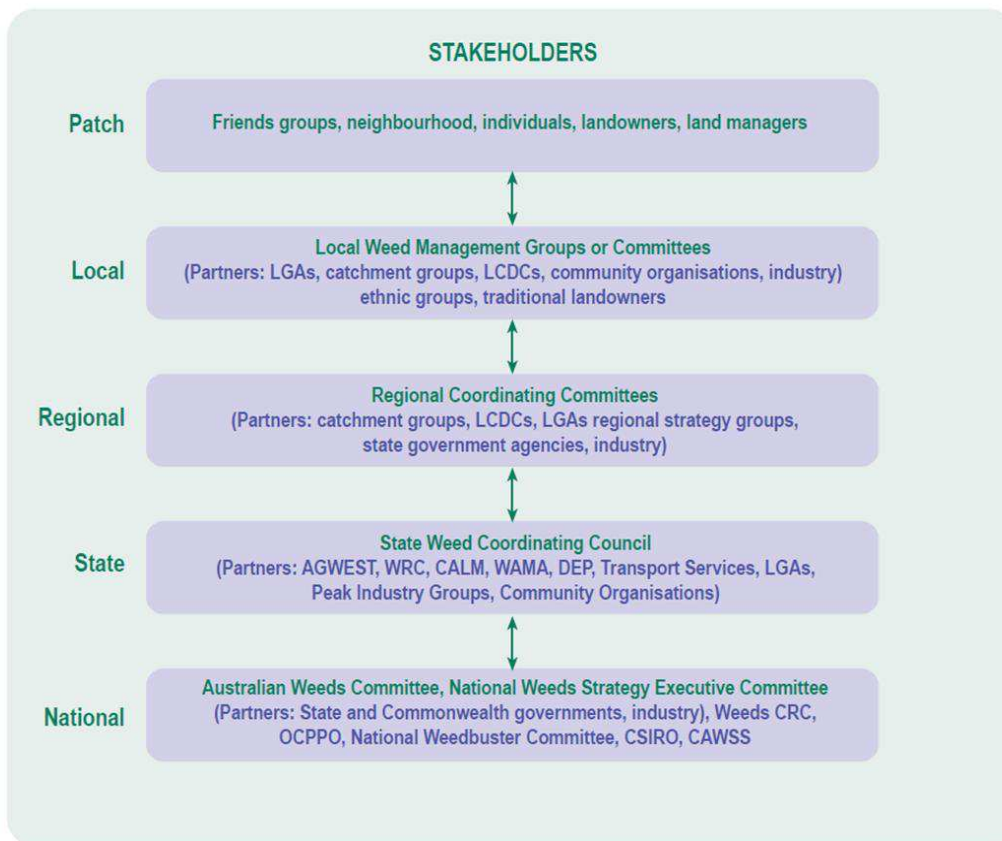 STAKEHOLDERS
Patch
Friends groups, neighbourhood, individuals, landowners, land managers
Local
Local Weed Management Groups or Committees
(Partners: LGAs, catchment groups, LCDCs, community organisations, industry)
ethnic groups, traditional landowners
Regional
Regional Coordinating Committees
(Partners: catchment groups, LCDCs, LGAs regional strategy groups,
state government agencies, industry)
State
State Weed Coordinating Council
(Partners: AGWEST, WRC, CALM, WAMA, DEP, Transport Services, LGAs,
Peak Industry Groups, Community Organisations)
National
Australian Weeds Committee, National Weeds Strategy Executive Committee
(Partners: State and Commonwealth governments, industry), Weeds CRC,
OCPPO, National Weedbuster Committee, CSIRO, CAWSS